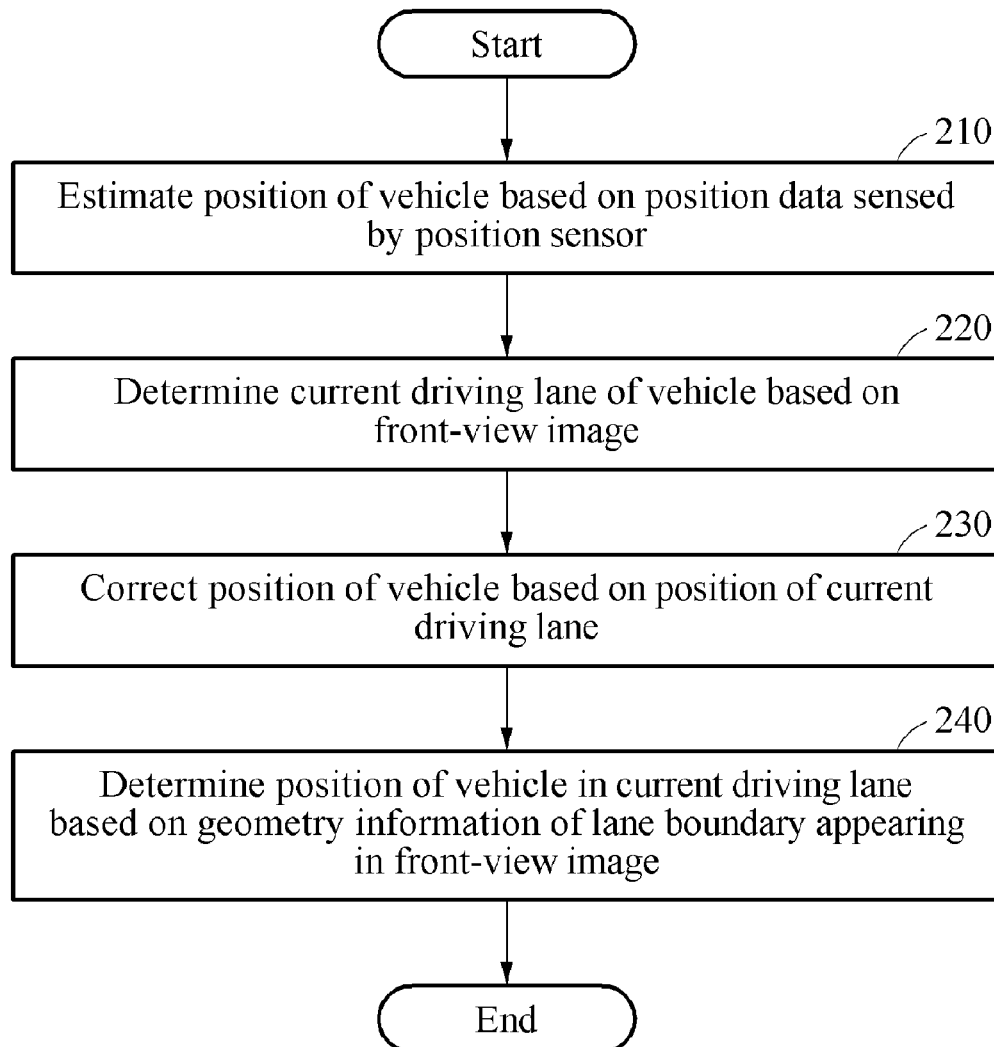 Start
210
Estimate position of vehicle based on position data sensed
by position sensor
220
Determine current driving lane of vehicle based on
front-view image
230
Correct position of vehicle based on position of current
driving lane
240
Determine position of vehicle in current driving lane
based on geometry information of lane boundary appearing
in front-view image
End